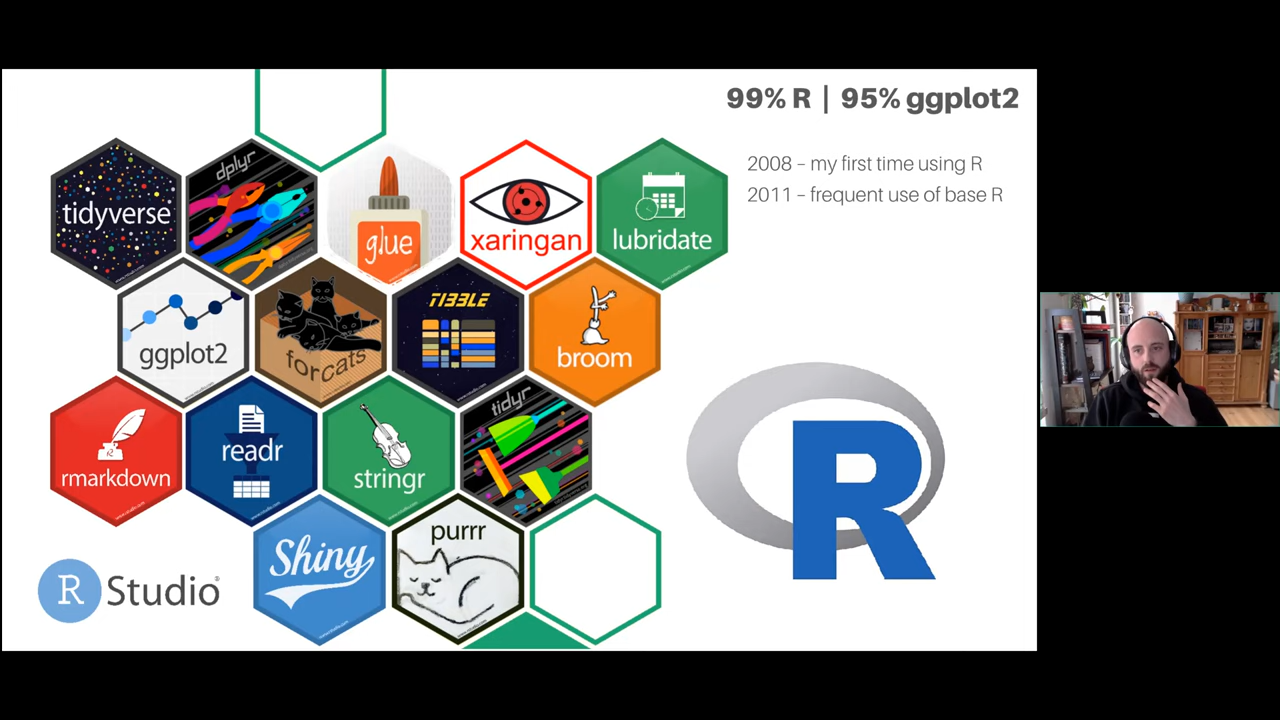 99% R | 95% ggplot2
2008 – my first time using R
2011 – frequent use of base R
tidyverse
dplyr
glue
xaringan
lubridate
ggplot2
forcats
TIBBLE
broom
rmarkdown
readr
stringr
tidyr
Shiny
purrr
R Studio®
R